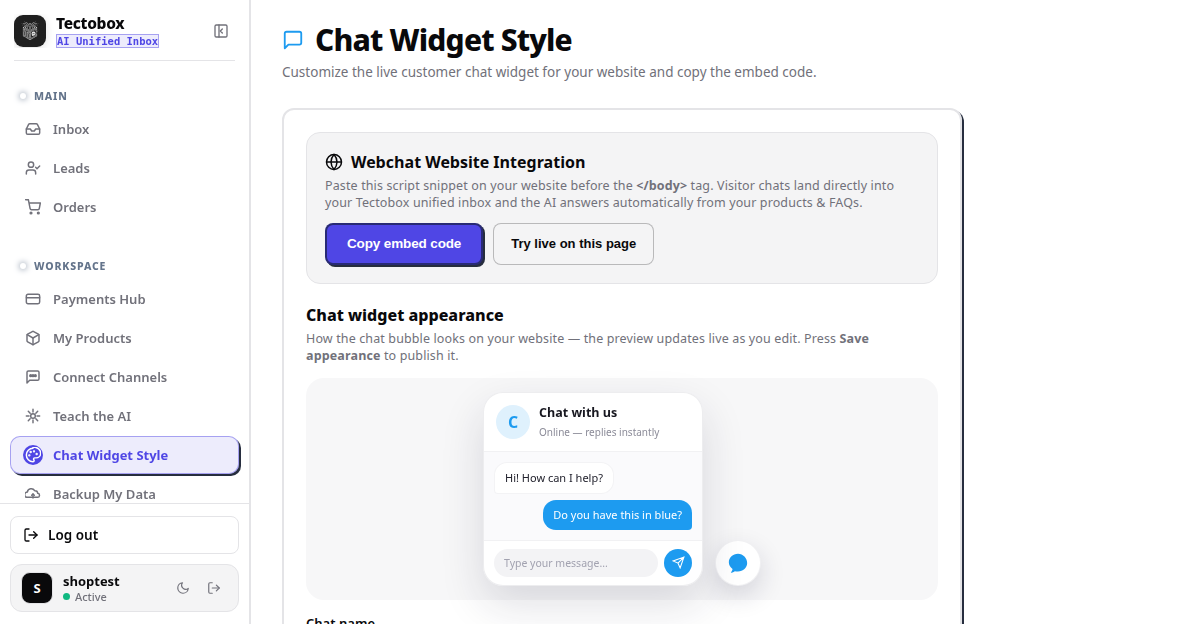 Tectobox
AI Unified Inbox
MAIN
Inbox
Leads
Orders
WORKSPACE
Payments Hub
My Products
Connect Channels
Teach the AI
Chat Widget Style
Backup My Data
Log out
S
shoptest
Active
Chat Widget Style
Customize the live customer chat widget for your website and copy the embed code.
Webchat Website Integration
Paste this script snippet on your website before the </body> tag. Visitor chats land directly into
your Tectobox unified inbox and the AI answers automatically from your products & FAQs.
Copy embed code
Try live on this page
Chat widget appearance
How the chat bubble looks on your website — the preview updates live as you edit. Press Save
appearance to publish it.
C
Chat with us
Online — replies instantly
Hi! How can I help?
Do you have this in blue?
Type your message...
Chat name